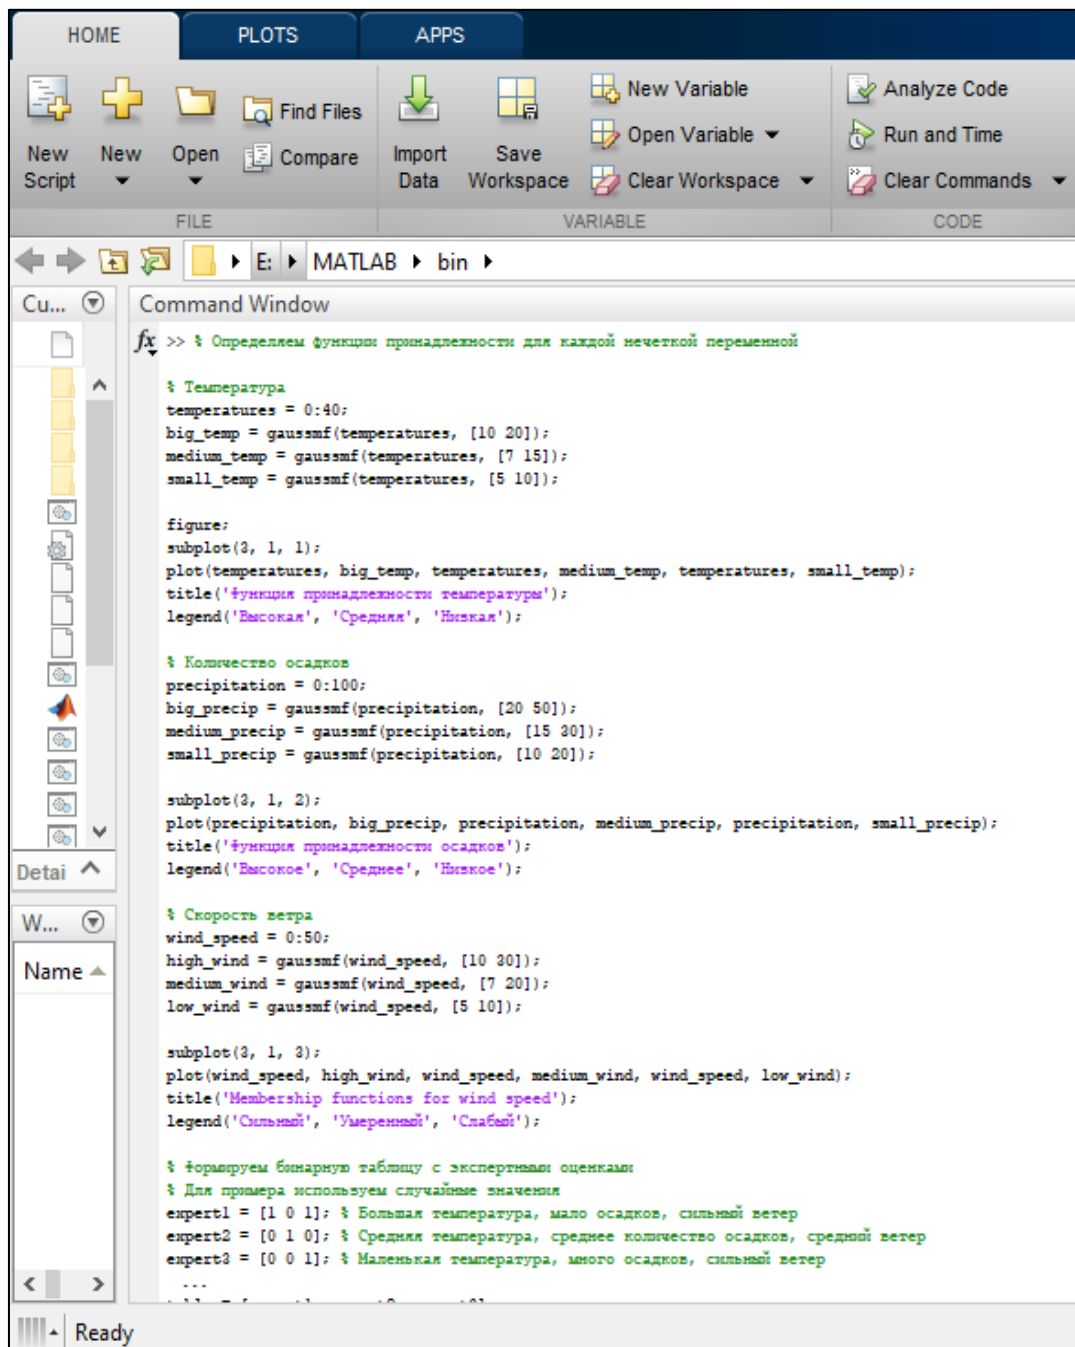 HOME PLOTS APPS
New Script
New
Open
Find Files
Compare
Import Data
Save Workspace
New Variable
Open Variable
Clear Workspace
Analyze Code
Run and Time
Clear Commands
FILE VARIABLE CODE
E: MATLAB bin
Cu...
Command Window
fx >> % Определяем функции принадлежности для каждой нечеткой переменной
% Температура
temperatures = 0:40;
big_temp = gaussmf(temperatures, [10 20]);
medium_temp = gaussmf(temperatures, [7 15]);
small_temp = gaussmf(temperatures, [5 10]);
figure;
subplot(3, 1, 1);
plot(temperatures, big_temp, temperatures, medium_temp, temperatures, small_temp);
title('Функция принадлежности температуры');
legend('Высокая', 'Средняя', 'Низкая');
% Количество осадков
precipitation = 0:100;
big_precip = gaussmf(precipitation, [20 50]);
medium_precip = gaussmf(precipitation, [15 30]);
small_precip = gaussmf(precipitation, [10 20]);
subplot(3, 1, 2);
plot(precipitation, big_precip, precipitation, medium_precip, precipitation, small_precip);
title('Функция принадлежности осадков');
legend('Высокое', 'Среднее', 'Низкое');
% Скорость ветра
wind_speed = 0:50;
high_wind = gaussmf(wind_speed, [10 30]);
medium_wind = gaussmf(wind_speed, [7 20]);
low_wind = gaussmf(wind_speed, [5 10]);
subplot(3, 1, 3);
plot(wind_speed, high_wind, wind_speed, medium_wind, wind_speed, low_wind);
title('Membership functions for wind speed');
legend('Сильный', 'Умеренный', 'Слабый');
% Формируем бинарную таблицу с экспертными оценками
% Для примера используем случайные значения
expert1 = [1 0 1]; % Большая температура, мало осадков, сильный ветер
expert2 = [0 1 0]; % Средняя температура, среднее количество осадков, средний ветер
expert3 = [0 0 1]; % Маленькая температура, много осадков, сильный ветер
...
Detai
W...
Name
Ready